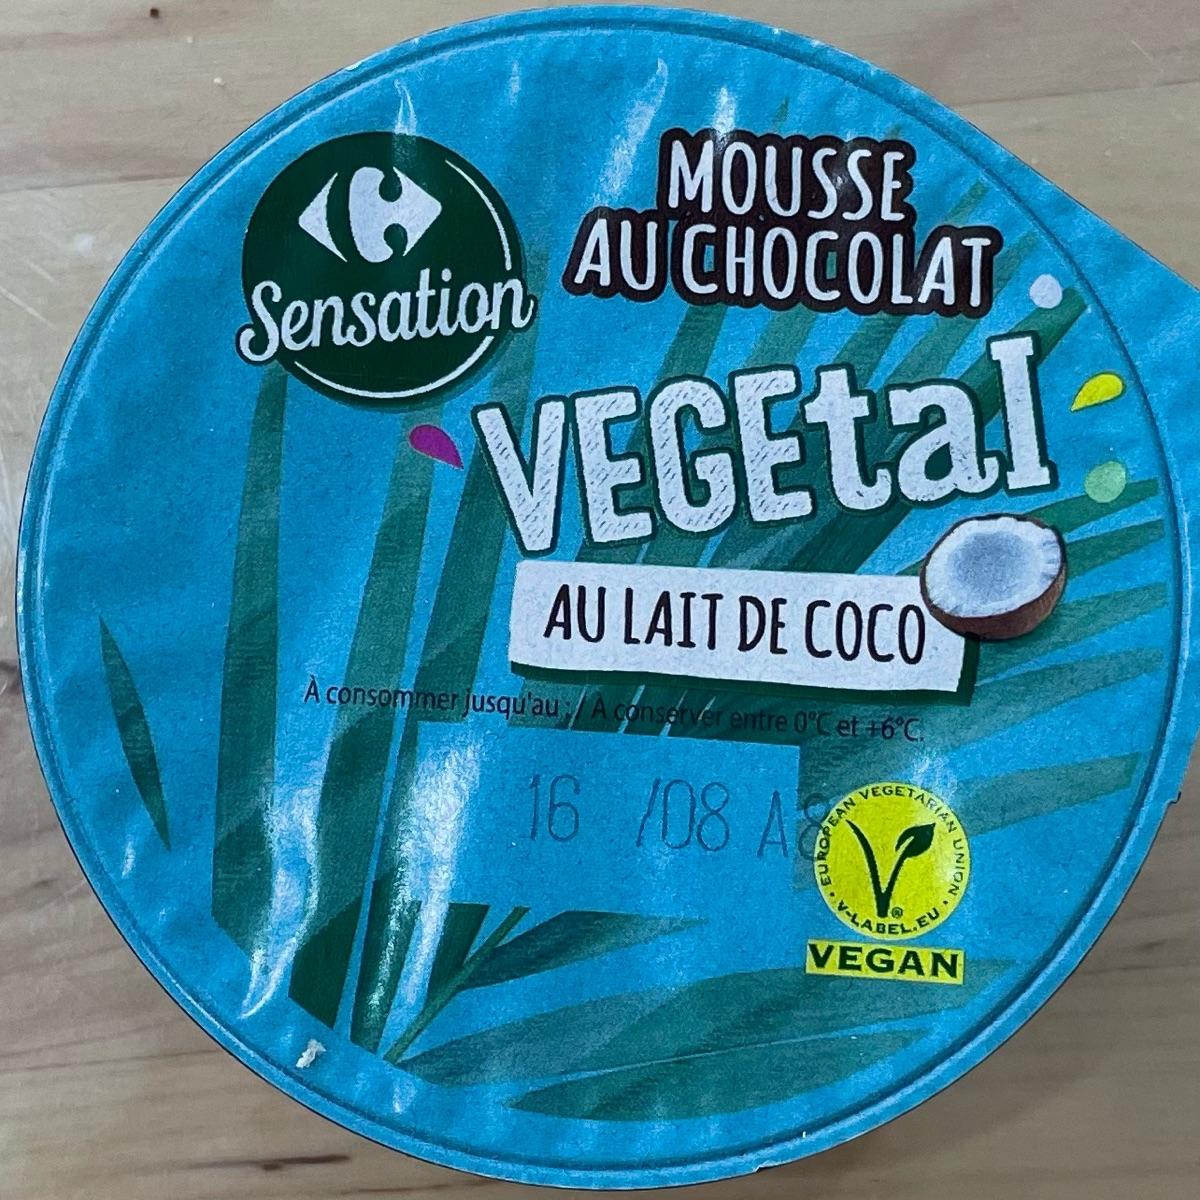 Sensation
MOUSSE
AU CHOCOLAT
VEGEtal
AU LAIT DE COCO
À consommer jusqu'au : / À conserver entre 0°C et +6°C.
16 /08 A8
EUROPEAN VEGETARIAN UNION
V-LABEL.EU ®
VEGAN